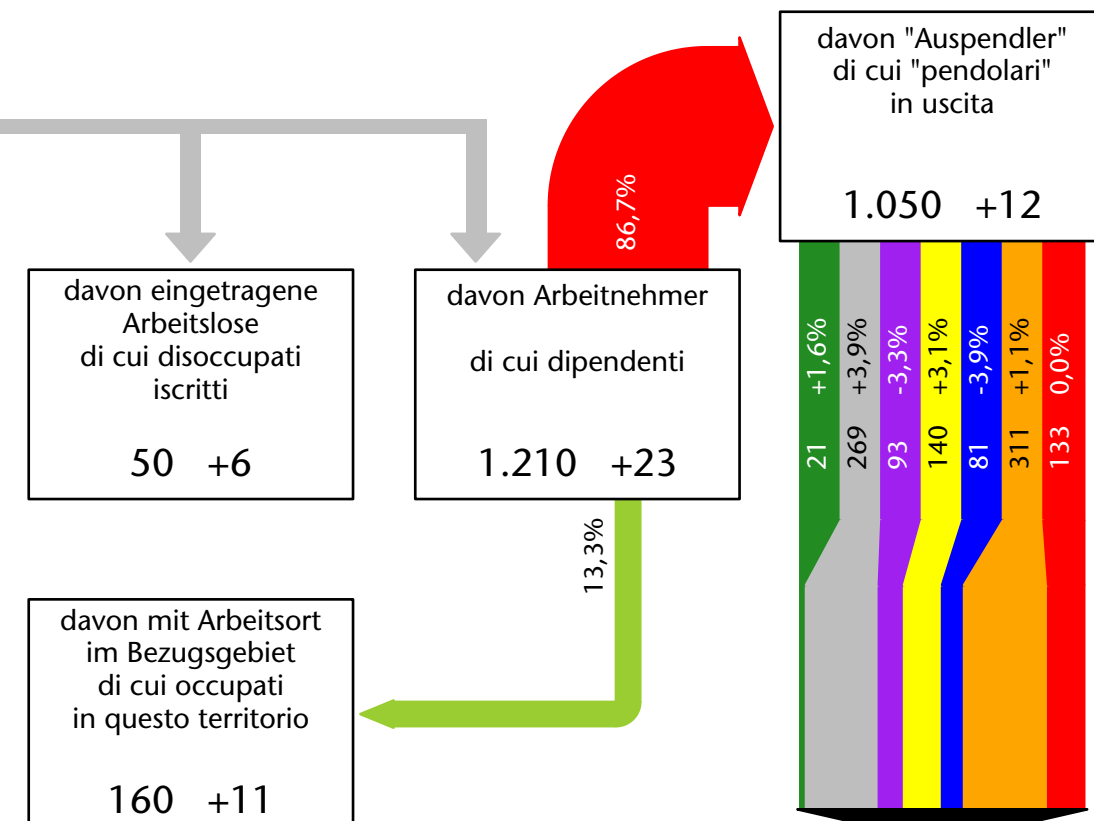 davon "Auspendler"
di cui "pendolari"
in uscita
1.050 +12
86,7%
davon eingetragene
Arbeitslose
di cui disoccupati
iscritti
50 +6
davon Arbeitnehmer
di cui dipendenti
1.210 +23
21 +1,6%
269 +3,9%
93 -3,3%
140 +3,1%
81 -3,9%
311 +1,1%
133 0,0%
13,3%
davon mit Arbeitsort
im Bezugsgebiet
di cui occupati
in questo territorio
160 +11